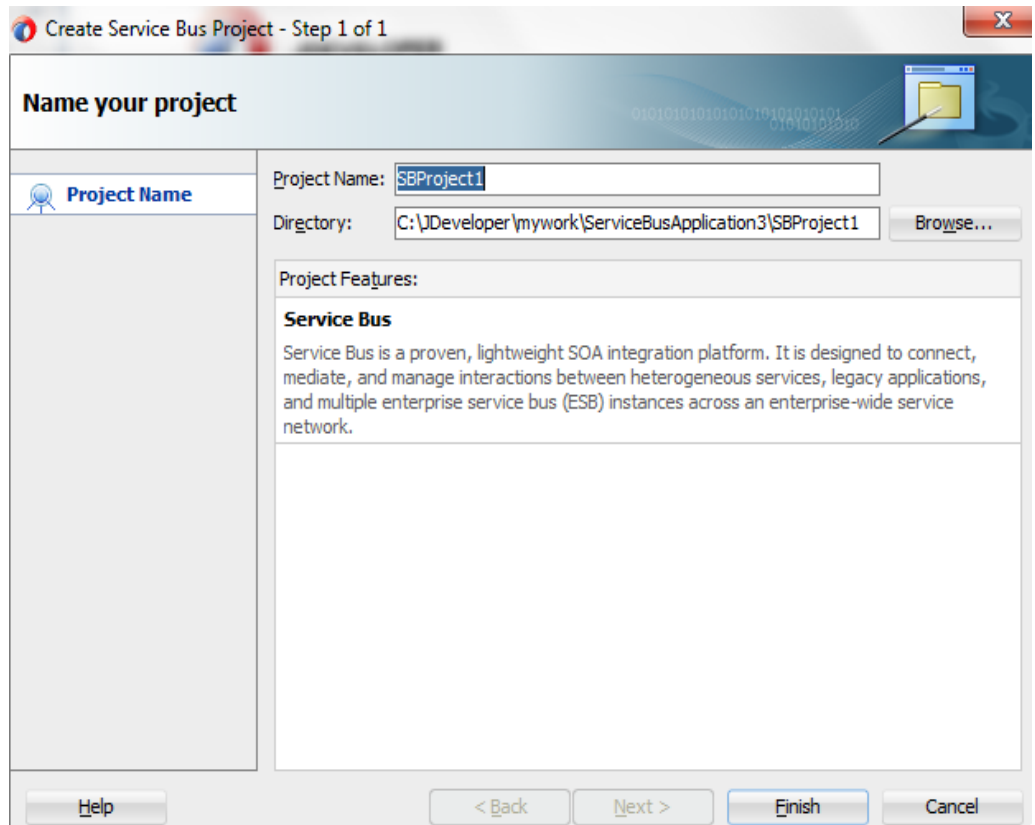 Create Service Bus Project - Step 1 of 1
Name your project
Project Name
Project Name: SBProject1
Directory: C:\JDeveloper\mywork\ServiceBusApplication3\SBProject1 Browse...
Project Features:
Service Bus
Service Bus is a proven, lightweight SOA integration platform. It is designed to connect,
mediate, and manage interactions between heterogeneous services, legacy applications,
and multiple enterprise service bus (ESB) instances across an enterprise-wide service
network.
Help < Back Next > Finish Cancel